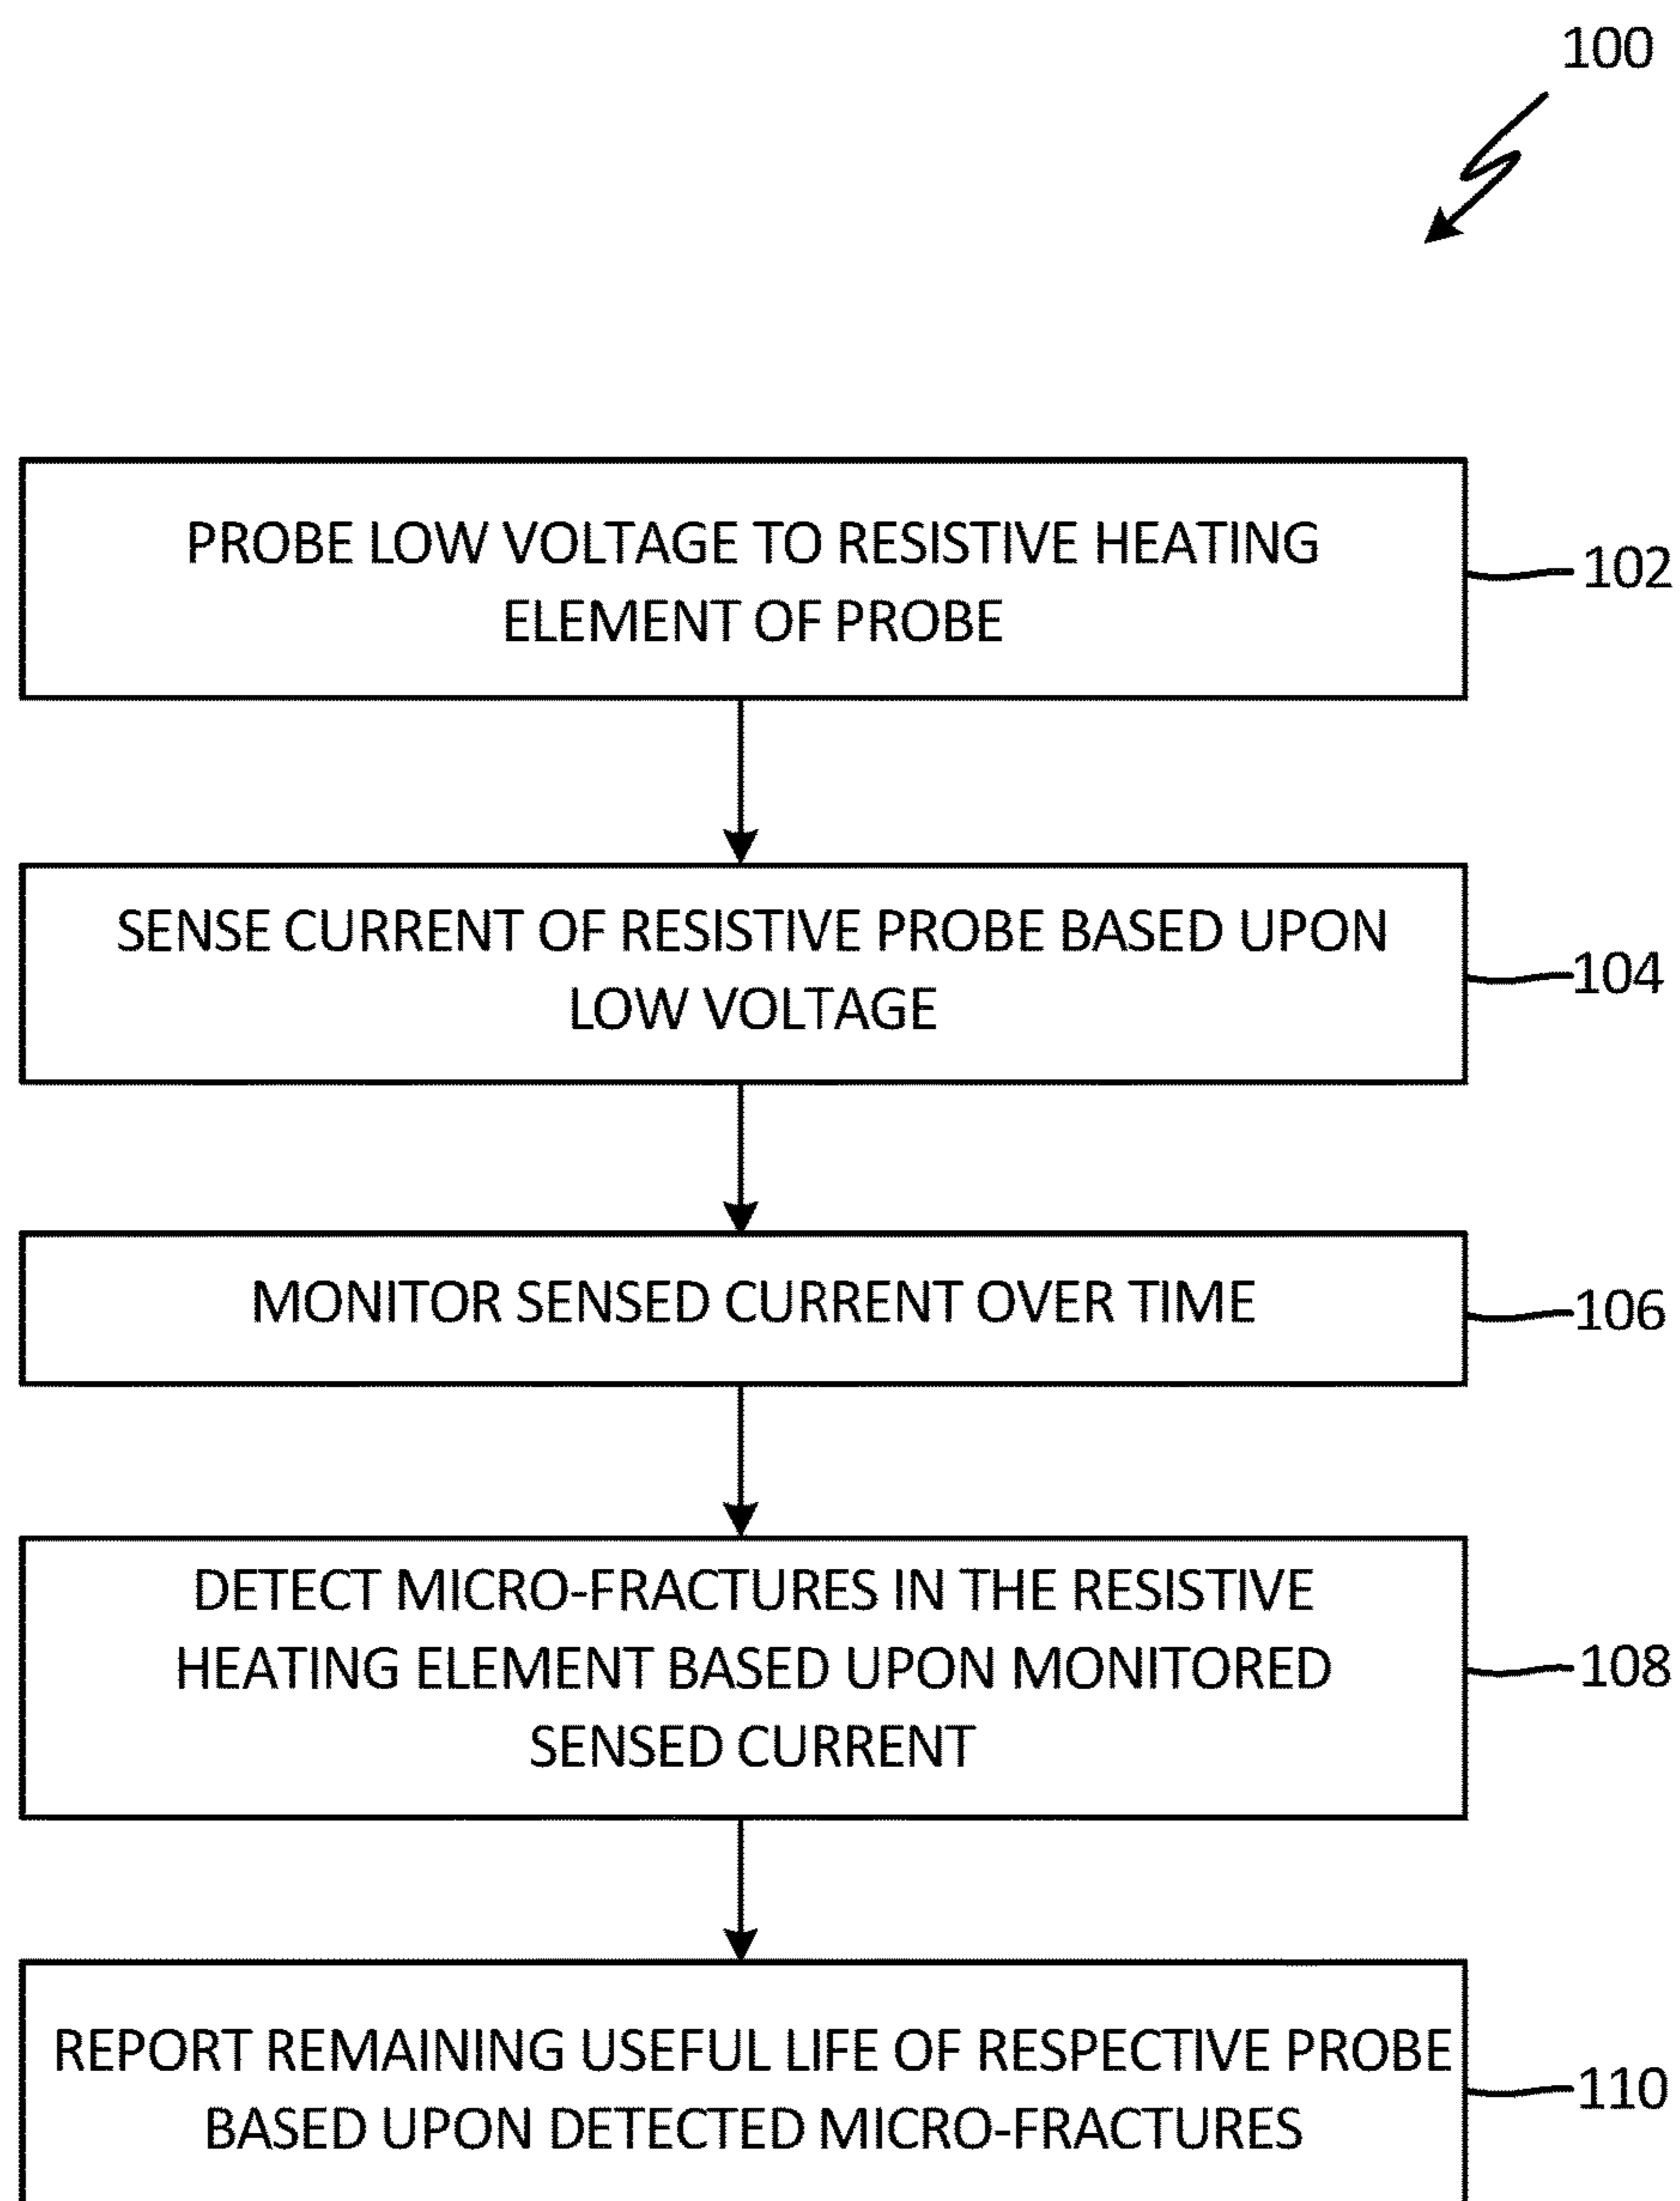 100
PROBE LOW VOLTAGE TO RESISTIVE HEATING
ELEMENT OF PROBE
102
SENSE CURRENT OF RESISTIVE PROBE BASED UPON
LOW VOLTAGE
104
MONITOR SENSED CURRENT OVER TIME
106
DETECT MICRO-FRACTURES IN THE RESISTIVE
HEATING ELEMENT BASED UPON MONITORED
SENSED CURRENT
108
REPORT REMAINING USEFUL LIFE OF RESPECTIVE PROBE
BASED UPON DETECTED MICRO-FRACTURES
110